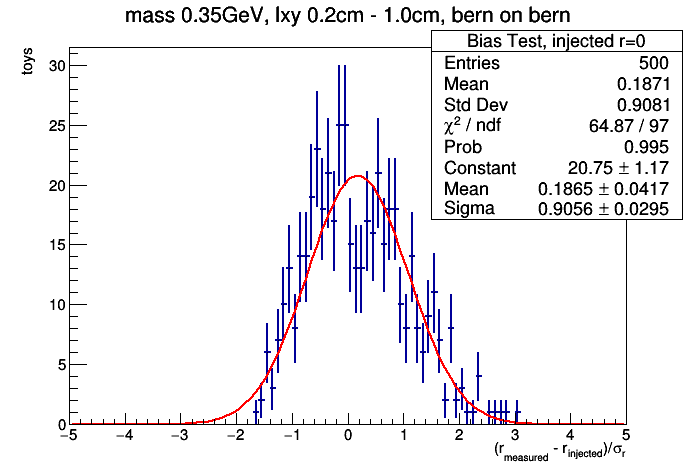 mass 0.35GeV, lxy 0.2cm - 1.0cm, bern on bern
toys
Bias Test, injected r=0
Entries 500
Mean 0.1871
Std Dev 0.9081
χ² / ndf 64.87 / 97
Prob 0.995
Constant 20.75 ± 1.17
Mean 0.1865 ± 0.0417
Sigma 0.9056 ± 0.0295
30
25
20
15
10
5
0
−5 −4 −3 −2 −1 0 1 2 3 4 5
(r_measured - r_injected)/σ_r